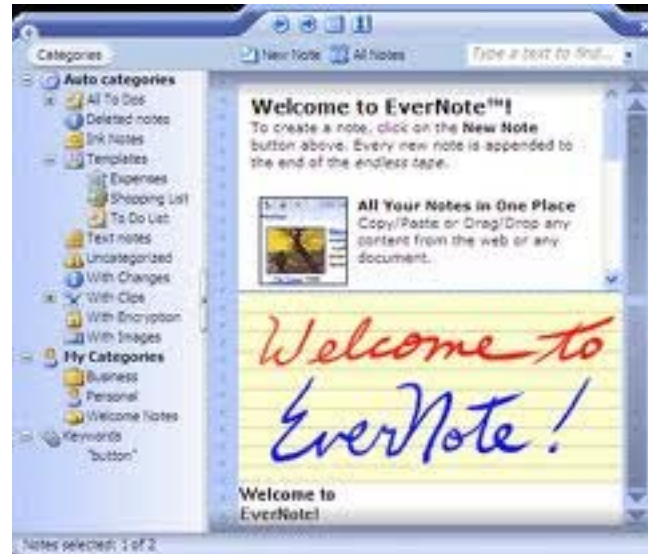 Categories
New Note All Notes Type a text to find...
Auto categories
All To Dos
Deleted notes
Ink Notes
Templates
Expenses
Shopping List
To Do List
Text notes
Uncategorized
With Changes
With Clips
With Encryption
With Images
My Categories
Business
Personal
Welcome Notes
Keywords
"button"
Welcome to EverNote™!
To create a note, click on the New Note
button above. Every new note is appended to
the end of the endless tape.
All Your Notes in One Place
Copy/Paste or Drag/Drop any
content from the web or any
document.
Welcome to
EverNote!
Welcome to
EverNote!
Notes selected: 1 of 2